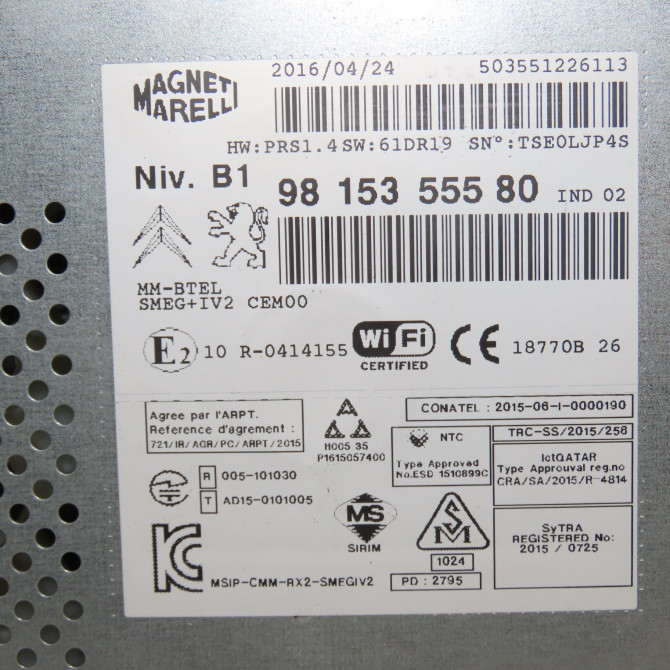 MAGNETI MARELLI
2016/04/24 503551226113
HW:PRS1.4 SW:61DR19 SN°:TSE0LJP4S
Niv. B1 98 153 555 80 IND 02
MM-BTEL
SMEG+IV2 CEM00
E2 10 R-0414155 Wi Fi CERTIFIED CE 18770B 26
Agree par l'ARPT.
Reference d'agrement :
721/IR/AGR/PC/ARPT/2015
H005 35
P1615057400
CONATEL : 2015-06-I-0000190
NTC
Type Approved
No.ESD 1510899C
TRC-SS/2015/258
IctQATAR
Type Approuval reg.no
CRA/SA/2015/R-4814
R 005-101030
T AD15-0101005
MS
SIRIM
SM
1024
PD : 2795
SyTRA
REGISTERED No:
2015 / 0725
KC
MSIP-CMM-RX2-SMEGIV2